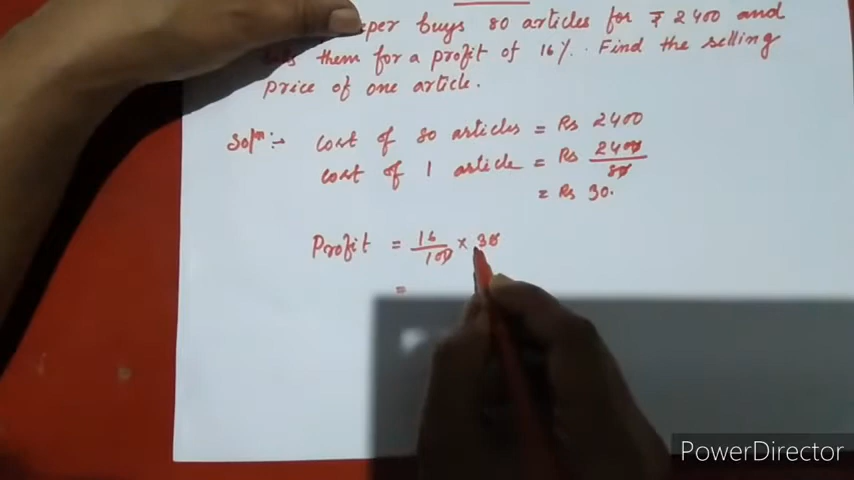 buys 80 articles for ₹ 2400 and
them for a profit of 16%. Find the selling
price of one article.
Soln:- Cost of 80 articles = Rs 2400
Cost of 1 article = Rs 2400/80
= Rs 30.
Profit = 16/100 × 30
=
PowerDirector